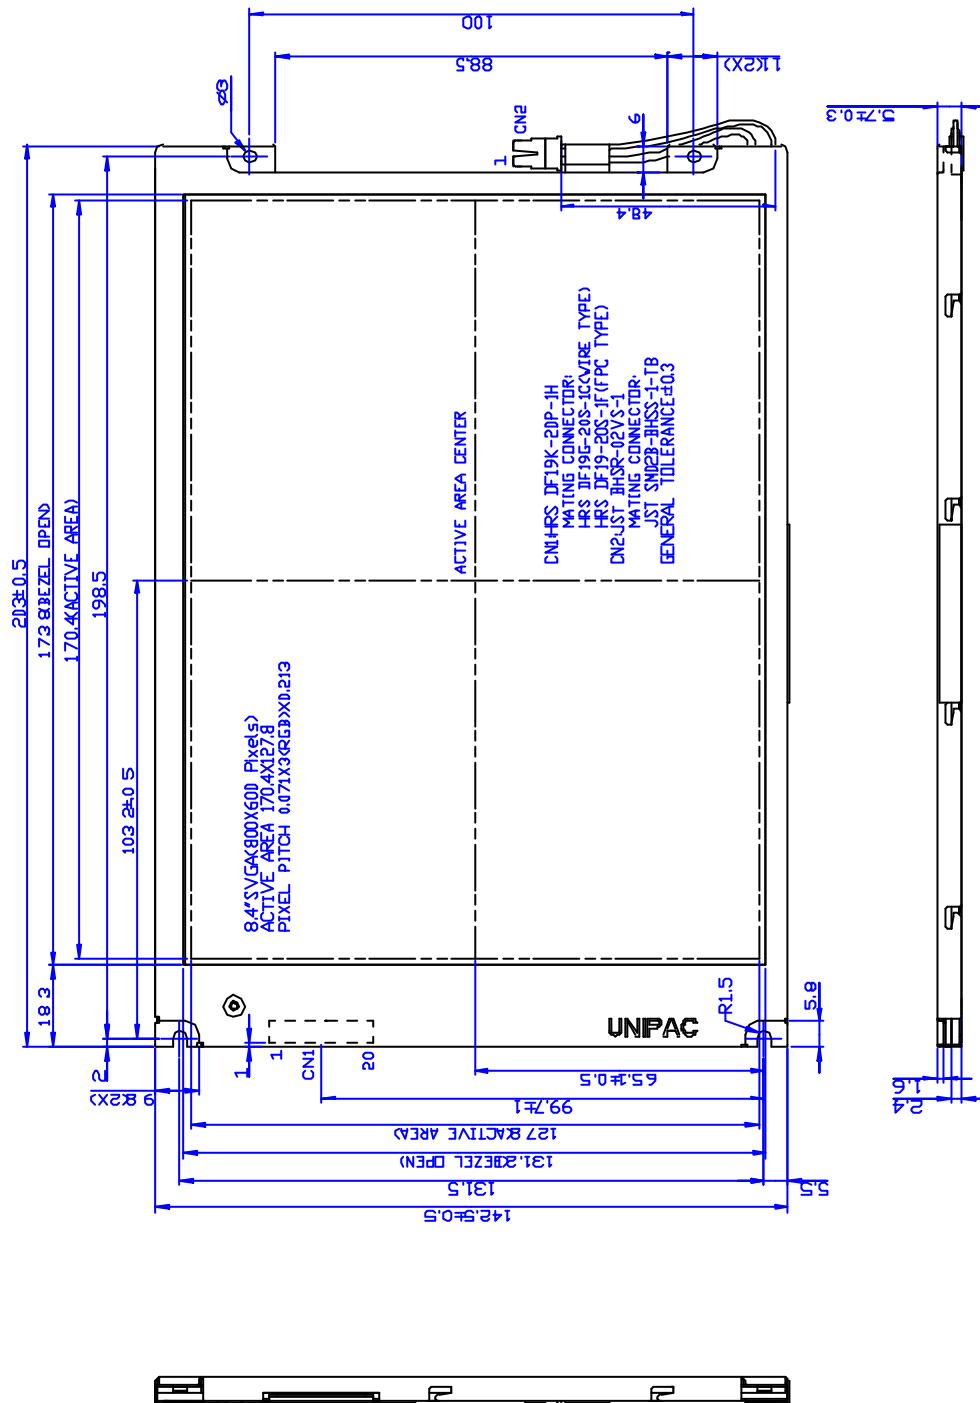 100
88.5
11(2X)
Ø3
CN2
1
6
48.4
5.7±0.3
203±0.5
173.8(BEZEL OPEN)
170.4(ACTIVE AREA)
198.5
103.2±0.5
18.3
ACTIVE AREA CENTER
CN1:HRS DF19K-20P-1H
MATING CONNECTOR:
HRS DF19G-20S-1C(WIRE TYPE)
HRS DF19-20S-1F(FPC TYPE)
CN2:JST BHSR-02VS-1
MATING CONNECTOR:
JST SM02B-BHSS-1-TB
GENERAL TOLERANCE±0.3
8.4"SVGA(800X600 Pixels)
ACTIVE AREA 170.4X127.8
PIXEL PITCH 0.071X3(RGB)X0.213
UNIPAC
R1.5
5.8
2
9.8(2X)
1
1
CN1
20
65.1±0.5
99.7±1
127.8(ACTIVE AREA)
131.2(BEZEL OPEN)
131.5
5.5
142.5±0.5
1.6
2.4